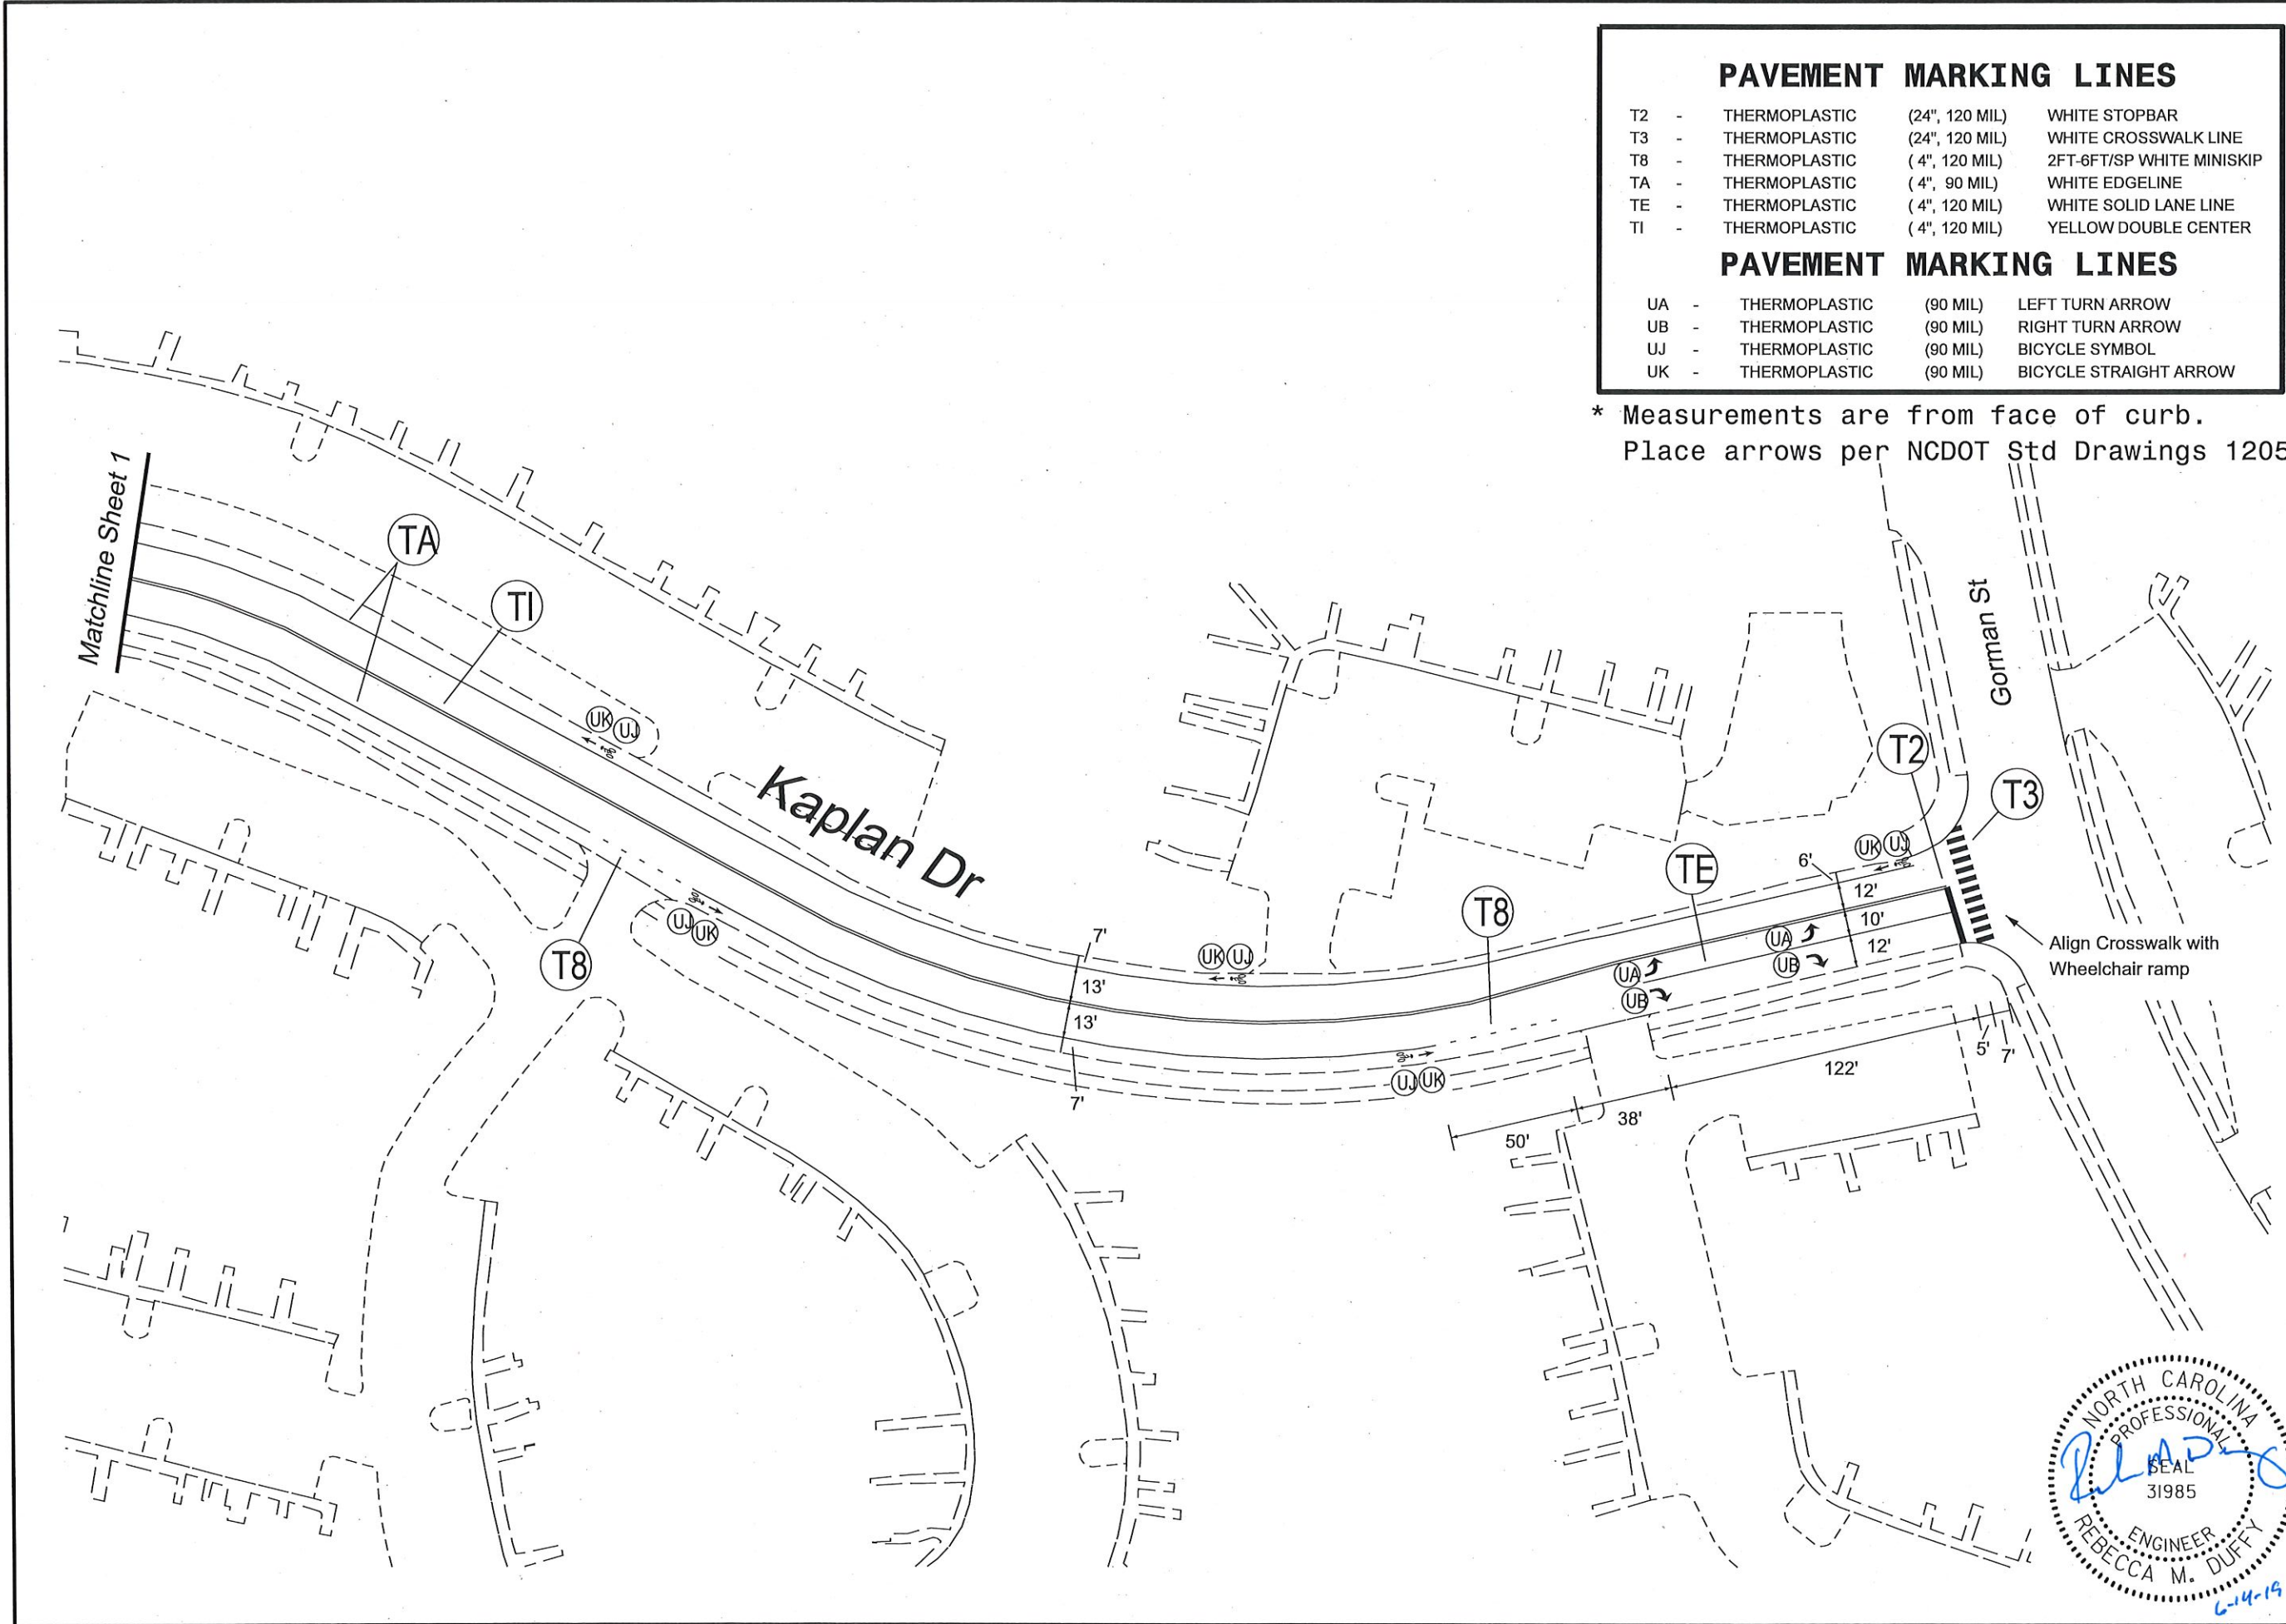 PAVEMENT MARKING LINES
T2 - THERMOPLASTIC (24", 120 MIL) WHITE STOPBAR
T3 - THERMOPLASTIC (24", 120 MIL) WHITE CROSSWALK LINE
T8 - THERMOPLASTIC ( 4", 120 MIL) 2FT-6FT/SP WHITE MINISKIP
TA - THERMOPLASTIC ( 4", 90 MIL) WHITE EDGELINE
TE - THERMOPLASTIC ( 4", 120 MIL) WHITE SOLID LANE LINE
TI - THERMOPLASTIC ( 4", 120 MIL) YELLOW DOUBLE CENTER
PAVEMENT MARKING LINES
UA - THERMOPLASTIC (90 MIL) LEFT TURN ARROW
UB - THERMOPLASTIC (90 MIL) RIGHT TURN ARROW
UJ - THERMOPLASTIC (90 MIL) BICYCLE SYMBOL
UK - THERMOPLASTIC (90 MIL) BICYCLE STRAIGHT ARROW
* Measurements are from face of curb.
Place arrows per NCDOT Std Drawings 1205
Matchline Sheet 1
TA
TI
UK UJ
Kaplan Dr
T8
UJ UK
7'
13'
13'
7'
UK UJ
T8
UJ UK
TE
UA
UB
UA
UB
6'
12'
10'
12'
UK UJ
T2
T3
Gorman St
Align Crosswalk with
Wheelchair ramp
50'
38'
122'
5'
7'
NORTH CAROLINA
PROFESSIONAL
SEAL
31985
ENGINEER
REBECCA M. DUFFY
6-14-19